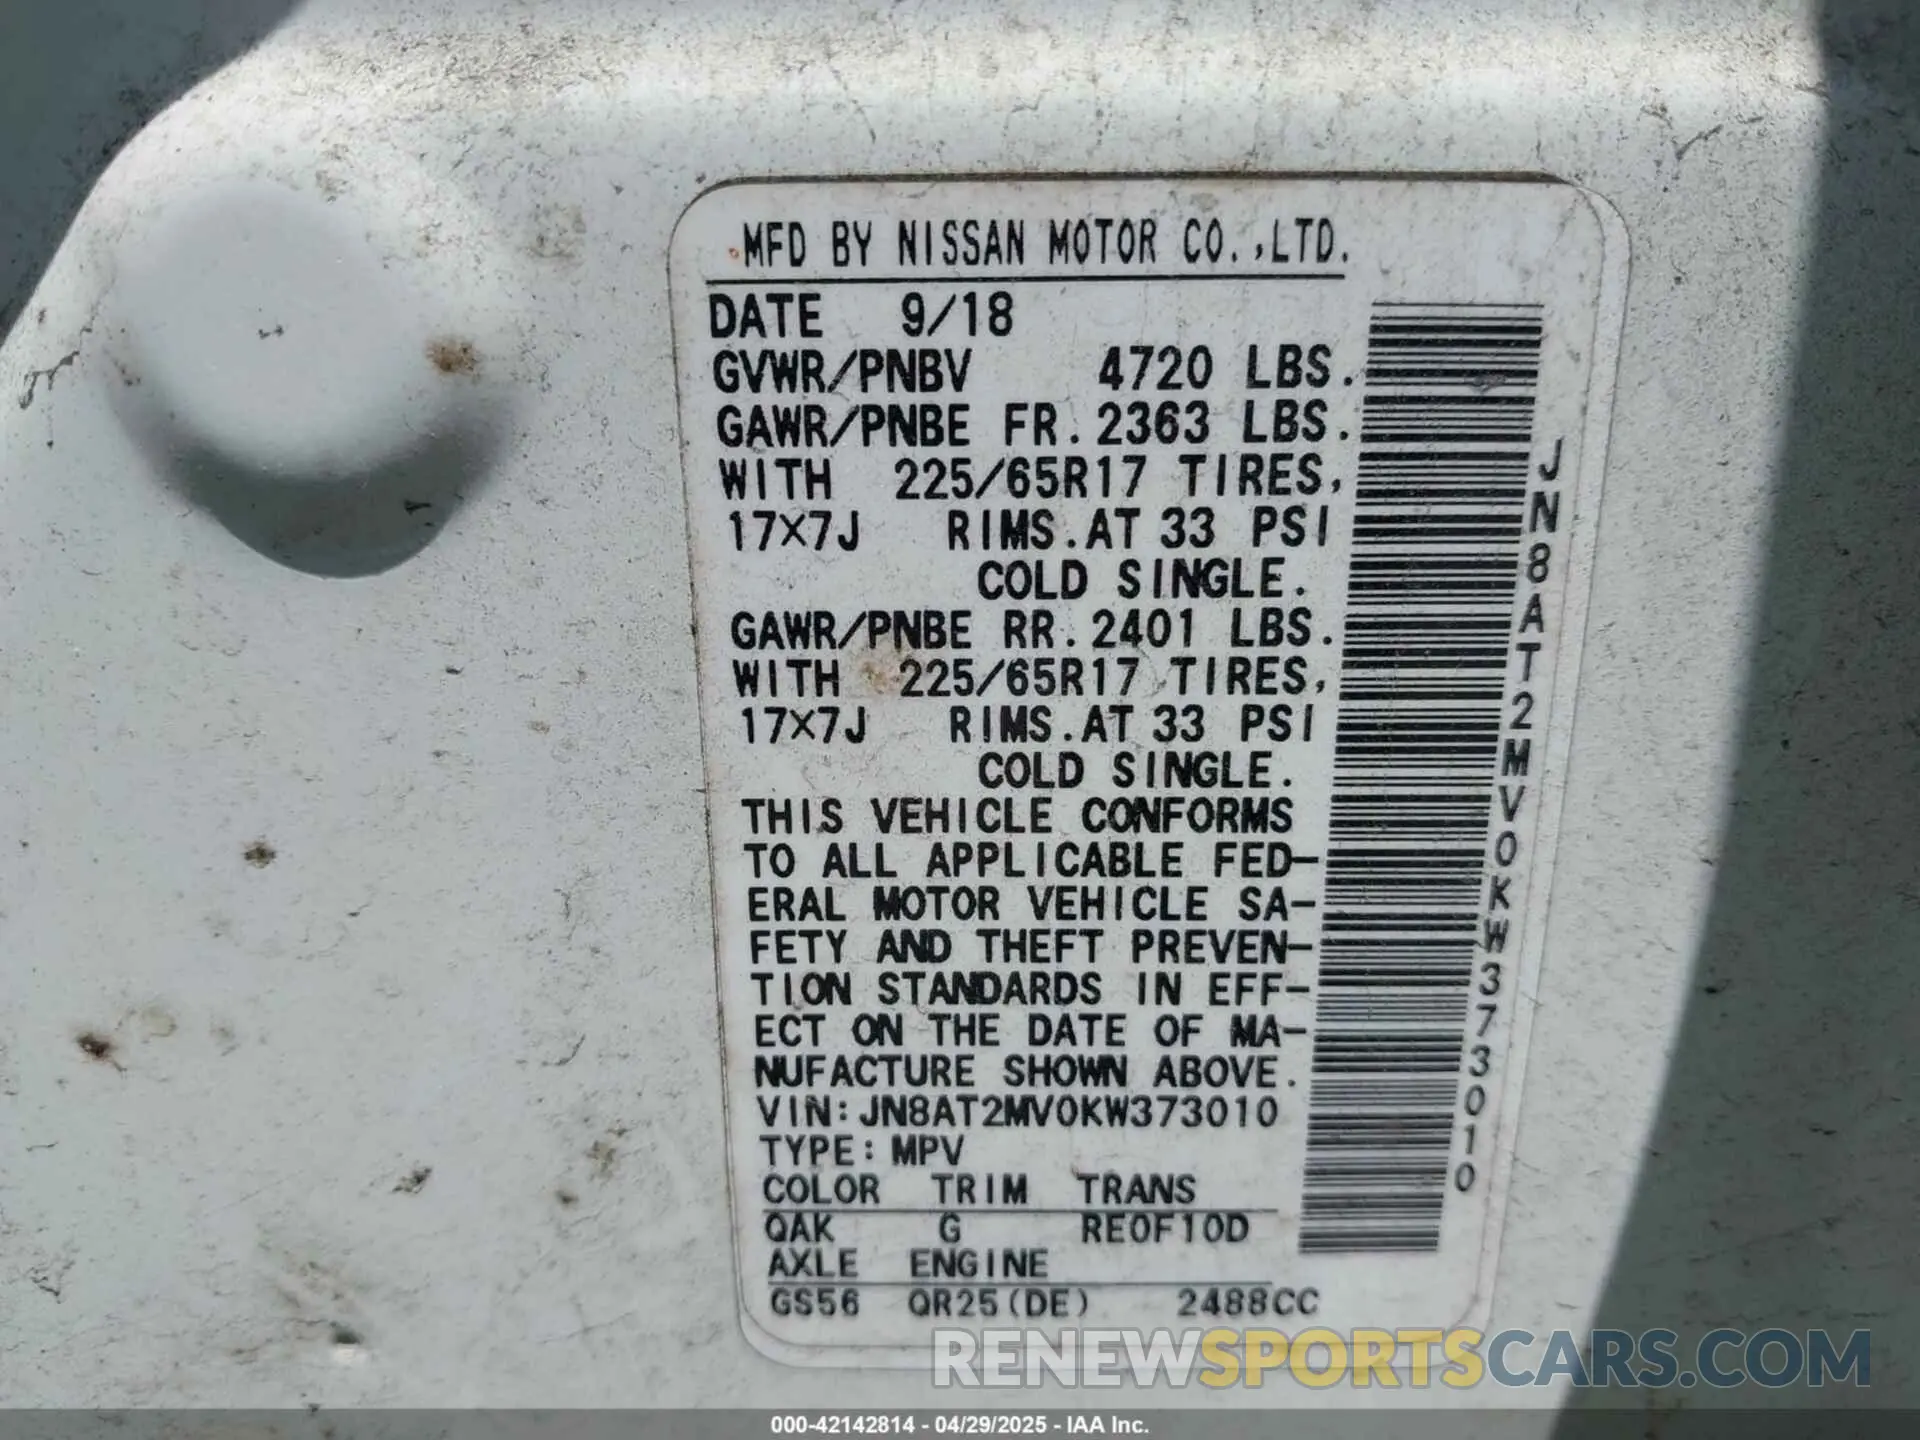 MFD BY NISSAN MOTOR CO.,LTD.
DATE 9/18
GVWR/PNBV 4720 LBS.
GAWR/PNBE FR.2363 LBS.
WITH 225/65R17 TIRES,
17X7J RIMS.AT 33 PSI
COLD SINGLE.
GAWR/PNBE RR.2401 LBS.
WITH 225/65R17 TIRES,
17X7J RIMS.AT 33 PSI
COLD SINGLE.
THIS VEHICLE CONFORMS
TO ALL APPLICABLE FED-
ERAL MOTOR VEHICLE SA-
FETY AND THEFT PREVEN-
TION STANDARDS IN EFF-
ECT ON THE DATE OF MA-
NUFACTURE SHOWN ABOVE.
VIN:JN8AT2MV0KW373010
TYPE:MPV
COLOR TRIM TRANS
QAK G RE0F10D
AXLE ENGINE
GS56 QR25(DE) 2488CC
JN8AT2MV0KW373010
RENEWSPORTSCARS.COM
000-42142814 - 04/29/2025 - IAA Inc.